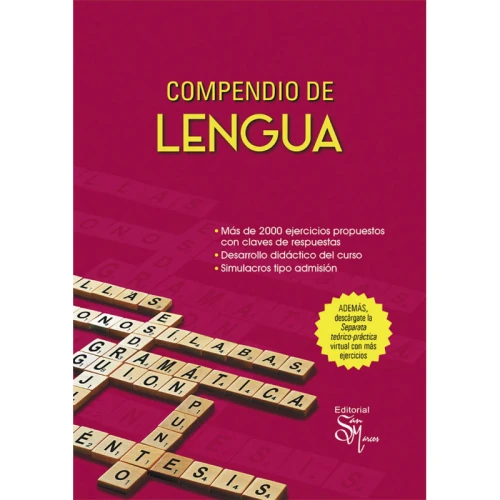 COMPENDIO DE
LENGUA
• Más de 2000 ejercicios propuestos
con claves de respuestas
• Desarrollo didáctico del curso
• Simulacros tipo admisión
ADEMÁS,
descárgate la
Separata
teórico-práctica
virtual con más
ejercicios
SÍLABAS
GRAMÁTICA
GUION
PUNTO
Editorial
San
Marcos